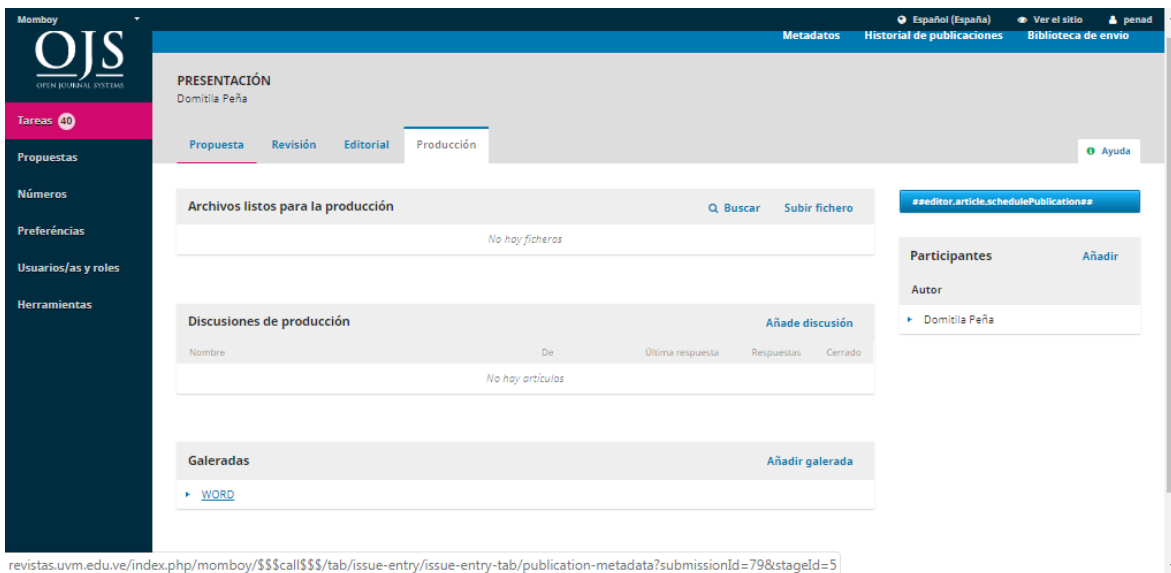 Momboy
Español (España) Ver el sitio penad
OJS
OPEN JOURNAL SYSTEMS
Metadatos Historial de publicaciones Biblioteca de envío
PRESENTACIÓN
Domitila Peña
Tareas 40
Propuestas
Números
Preferéncias
Usuarios/as y roles
Herramientas
Propuesta Revisión Editorial Producción
Ayuda
Archivos listos para la producción Buscar Subir fichero
No hay ficheros
##editor.article.schedulePublication##
Participantes Añadir
Autor
Domitila Peña
Discusiones de producción Añade discusión
Nombre De Última respuesta Respuestas Cerrado
No hay artículos
Galeradas Añadir galerada
WORD
revistas.uvm.edu.ve/index.php/momboy/$$$call$$$/tab/issue-entry/issue-entry-tab/publication-metadata?submissionId=79&stageId=5